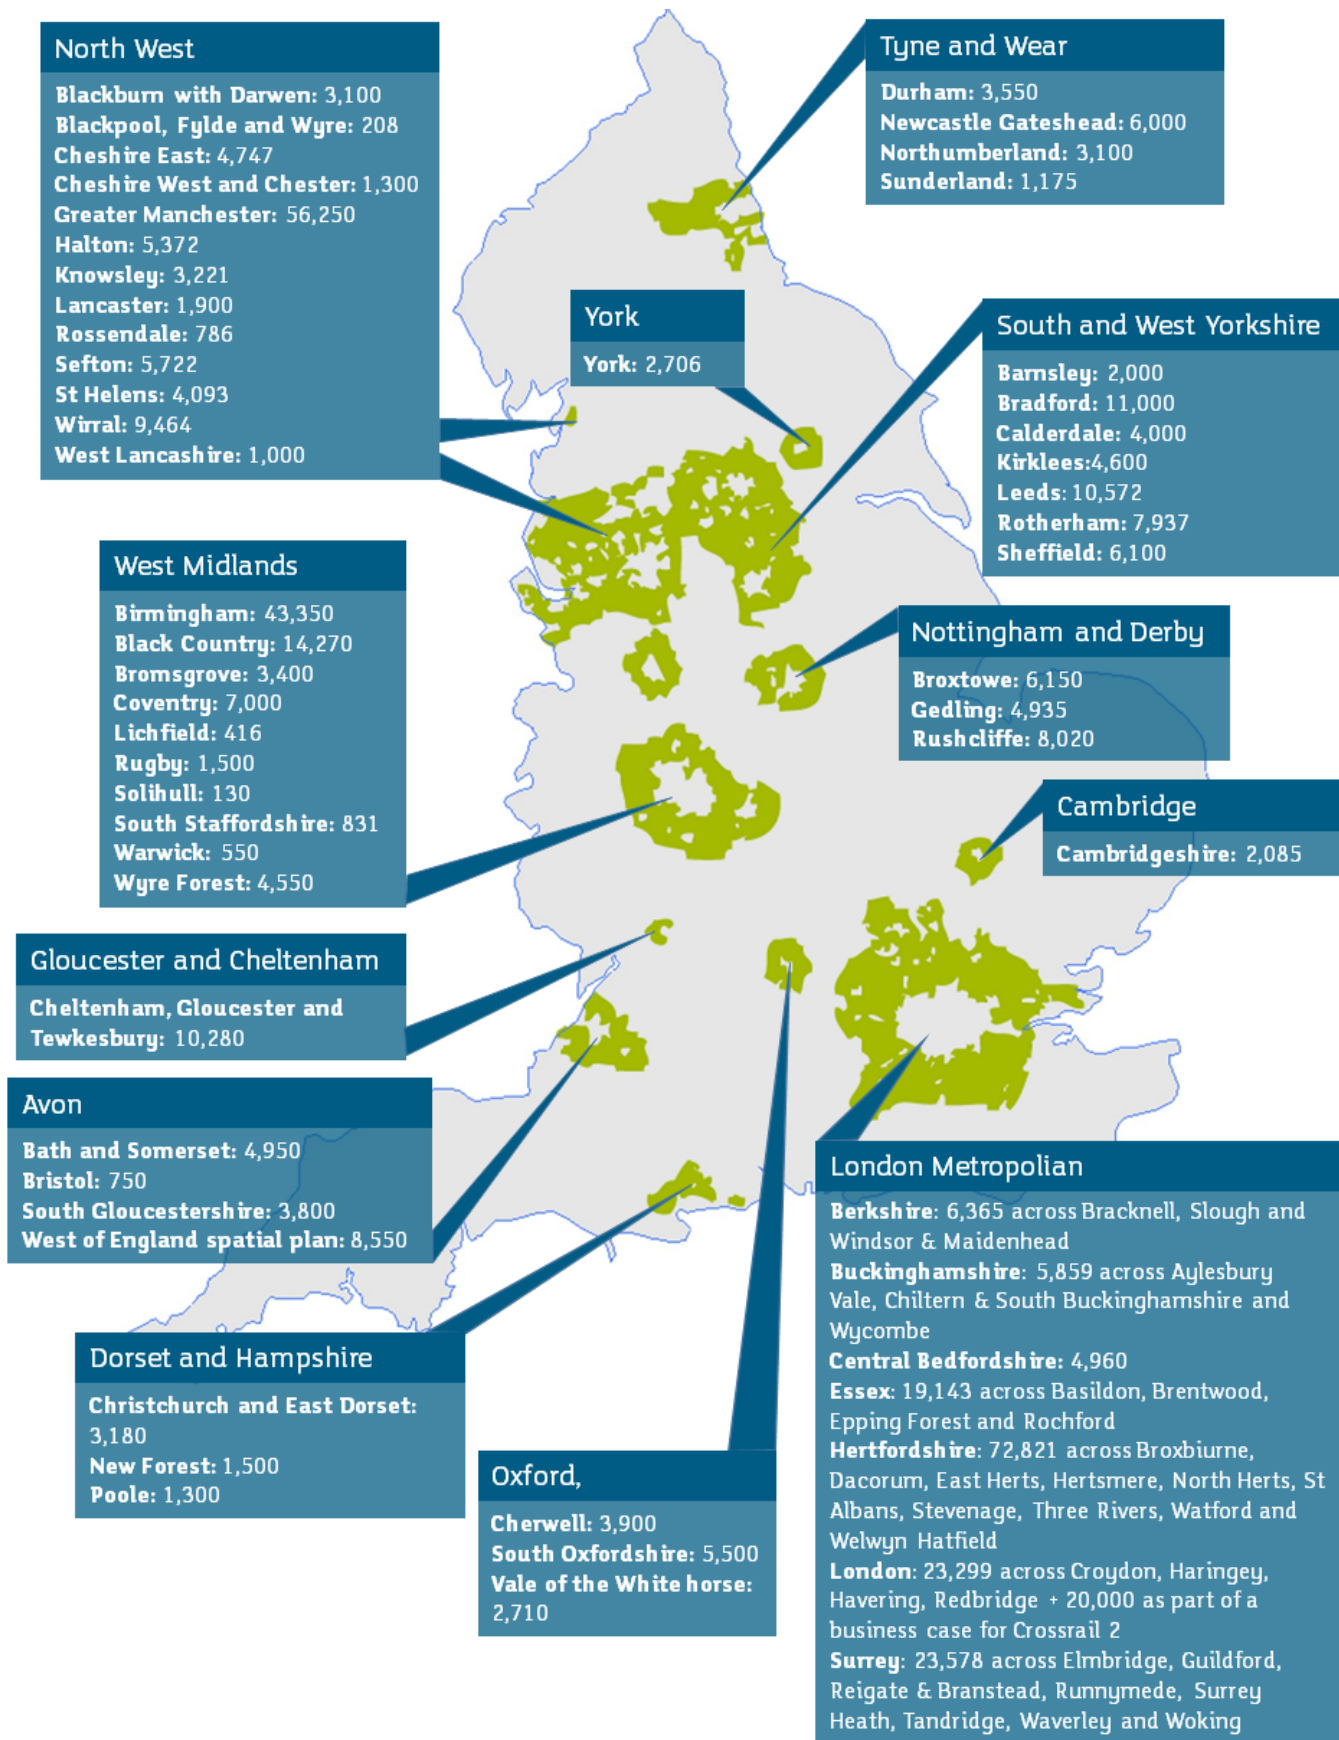 North West
Blackburn with Darwen: 3,100
Blackpool, Fylde and Wyre: 208
Cheshire East: 4,747
Cheshire West and Chester: 1,300
Greater Manchester: 56,250
Halton: 5,372
Knowsley: 3,221
Lancaster: 1,900
Rossendale: 786
Sefton: 5,722
St Helens: 4,093
Wirral: 9,464
West Lancashire: 1,000
Tyne and Wear
Durham: 3,550
Newcastle Gateshead: 6,000
Northumberland: 3,100
Sunderland: 1,175
York
York: 2,706
South and West Yorkshire
Barnsley: 2,000
Bradford: 11,000
Calderdale: 4,000
Kirklees:4,600
Leeds: 10,572
Rotherham: 7,937
Sheffield: 6,100
West Midlands
Birmingham: 43,350
Black Country: 14,270
Bromsgrove: 3,400
Coventry: 7,000
Lichfield: 416
Rugby: 1,500
Solihull: 130
South Staffordshire: 831
Warwick: 550
Wyre Forest: 4,550
Nottingham and Derby
Broxtowe: 6,150
Gedling: 4,935
Rushcliffe: 8,020
Cambridge
Cambridgeshire: 2,085
Gloucester and Cheltenham
Cheltenham, Gloucester and
Tewkesbury: 10,280
Avon
Bath and Somerset: 4,950
Bristol: 750
South Gloucestershire: 3,800
West of England spatial plan: 8,550
Dorset and Hampshire
Christchurch and East Dorset:
3,180
New Forest: 1,500
Poole: 1,300
Oxford,
Cherwell: 3,900
South Oxfordshire: 5,500
Vale of the White horse:
2,710
London Metropolian
Berkshire: 6,365 across Bracknell, Slough and
Windsor & Maidenhead
Buckinghamshire: 5,859 across Aylesbury
Vale, Chiltern & South Buckinghamshire and
Wycombe
Central Bedfordshire: 4,960
Essex: 19,143 across Basildon, Brentwood,
Epping Forest and Rochford
Hertfordshire: 72,821 across Broxbiurne,
Dacorum, East Herts, Hertsmere, North Herts, St
Albans, Stevenage, Three Rivers, Watford and
Welwyn Hatfield
London: 23,299 across Croydon, Haringey,
Havering, Redbridge + 20,000 as part of a
business case for Crossrail 2
Surrey: 23,578 across Elmbridge, Guildford,
Reigate & Branstead, Runnymede, Surrey
Heath, Tandridge, Waverley and Woking